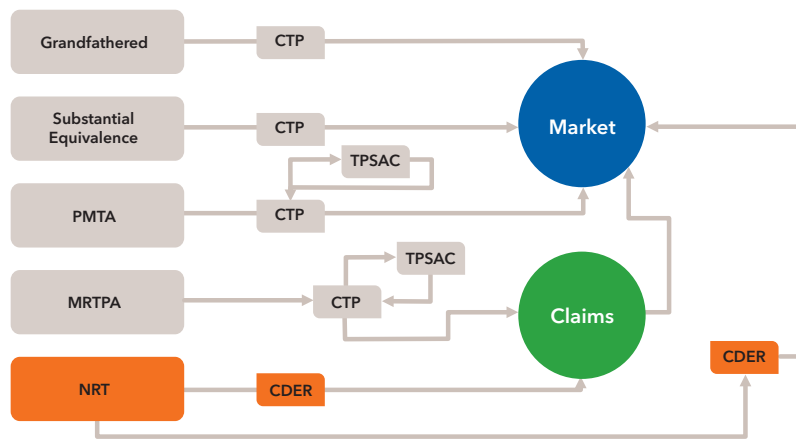 Grandfathered
CTP
Substantial
Equivalence
CTP
Market
TPSAC
PMTA
CTP
TPSAC
MRTPA
CTP
Claims
NRT
CDER
CDER